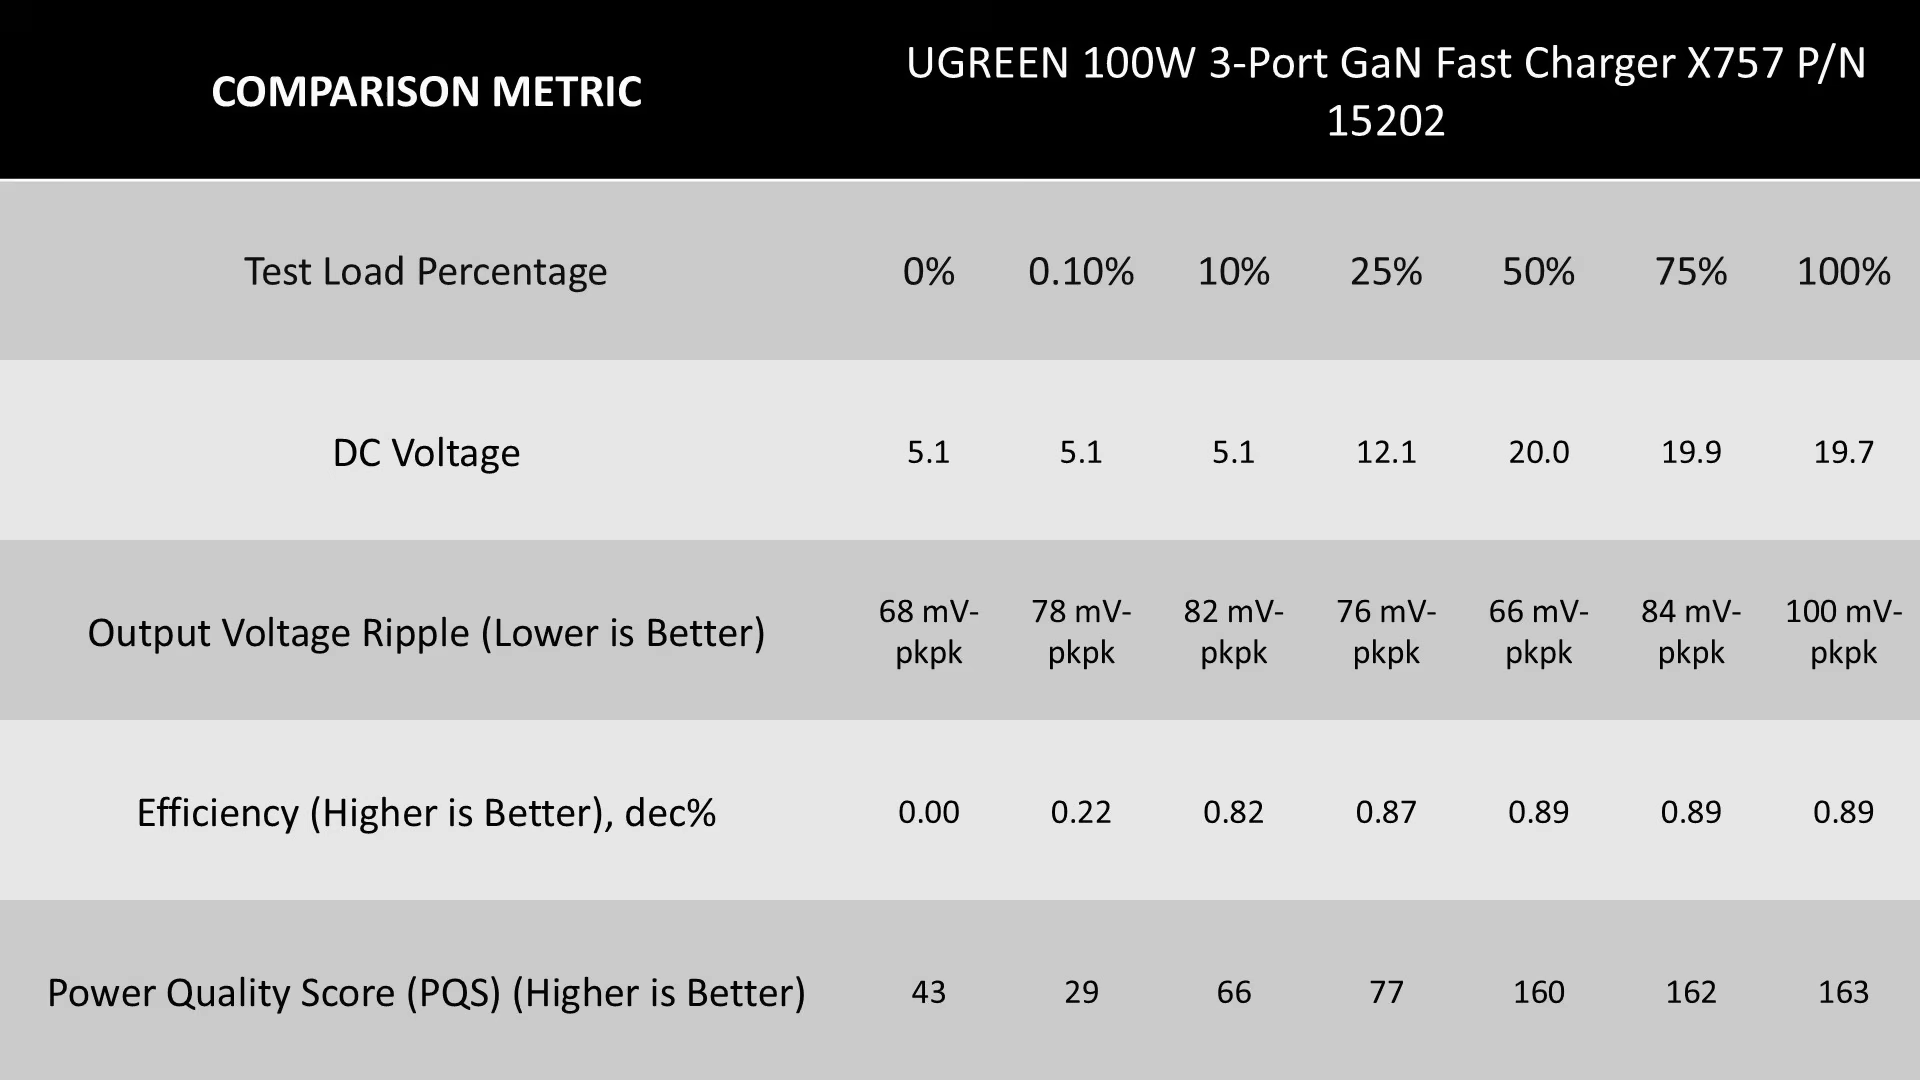 COMPARISON METRIC
UGREEN 100W 3-Port GaN Fast Charger X757 P/N
15202
Test Load Percentage 0% 0.10% 10% 25% 50% 75% 100%
DC Voltage 5.1 5.1 5.1 12.1 20.0 19.9 19.7
Output Voltage Ripple (Lower is Better) 68 mV-pkpk 78 mV-pkpk 82 mV-pkpk 76 mV-pkpk 66 mV-pkpk 84 mV-pkpk 100 mV-pkpk
Efficiency (Higher is Better), dec% 0.00 0.22 0.82 0.87 0.89 0.89 0.89
Power Quality Score (PQS) (Higher is Better) 43 29 66 77 160 162 163